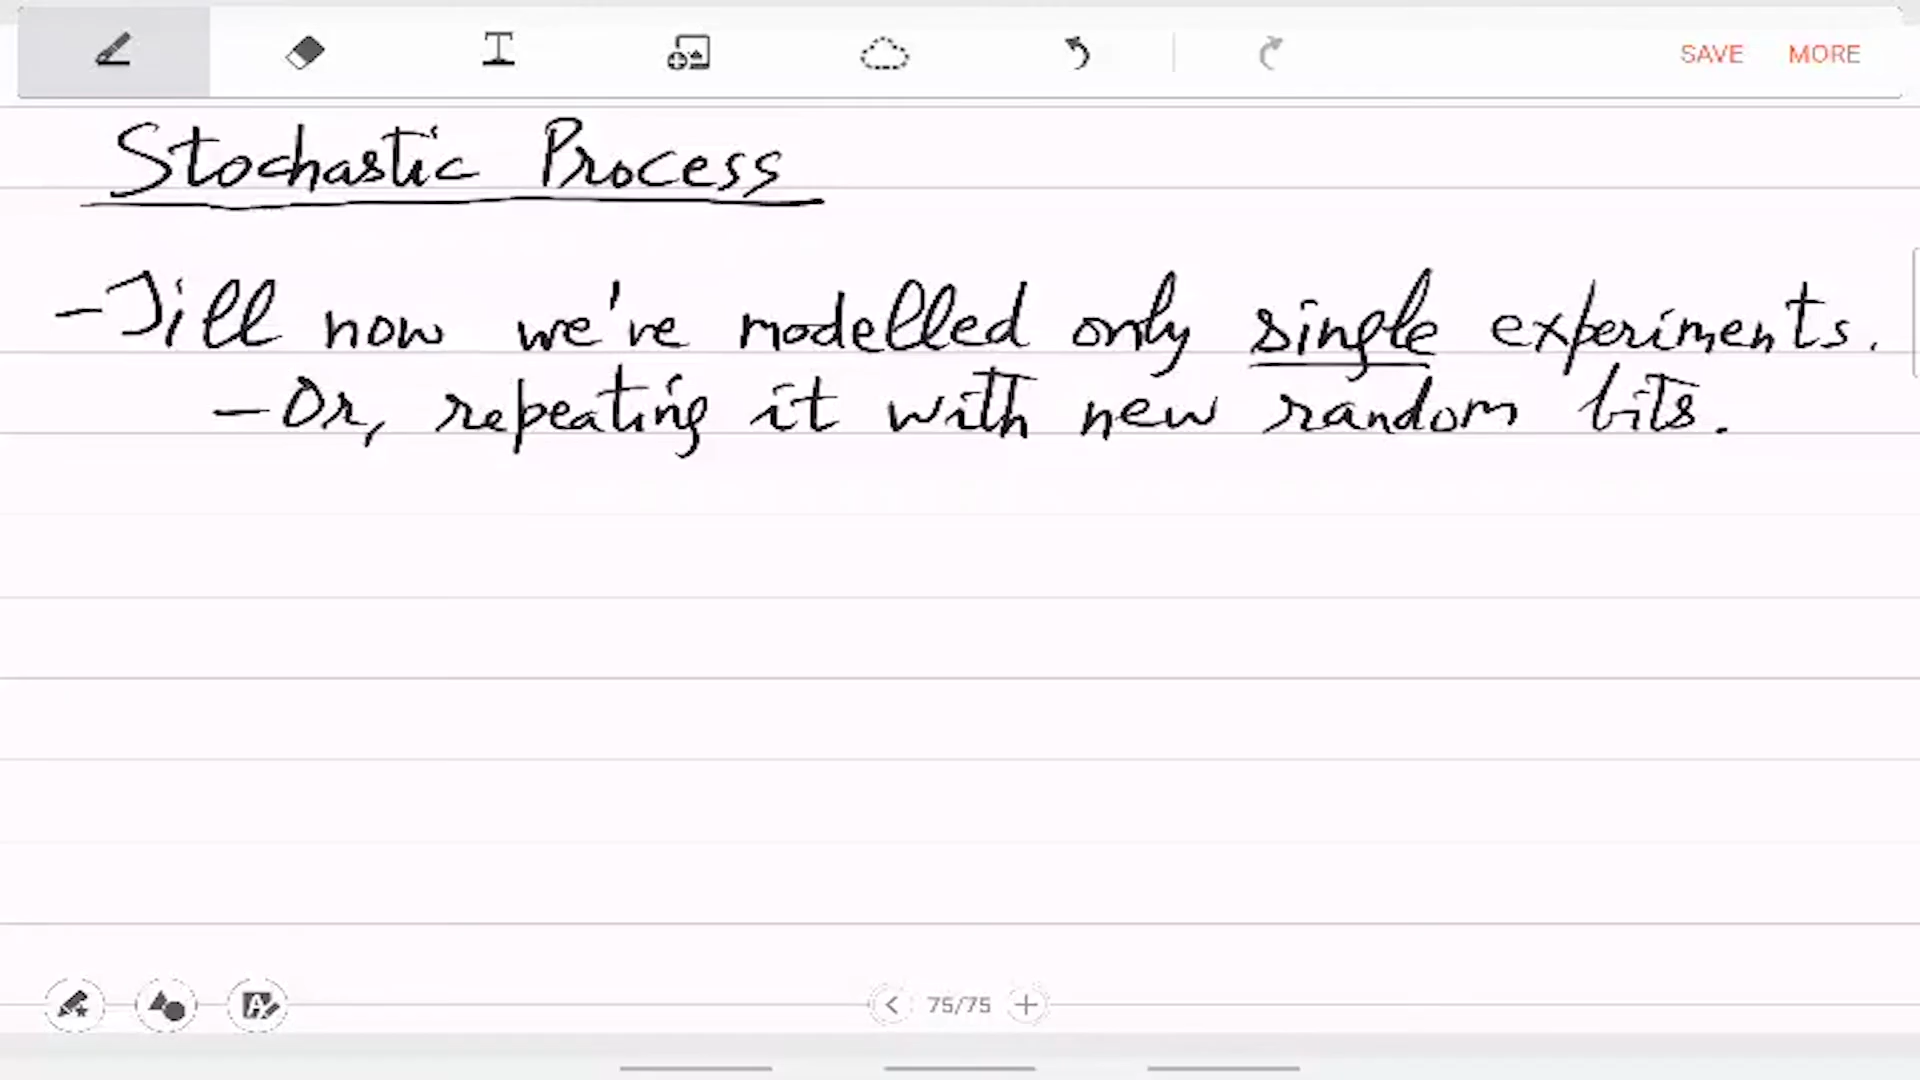 SAVE MORE
Stochastic Process
- Till now we've modelled only single experiments.
- Or, repeating it with new random bits.
75/75